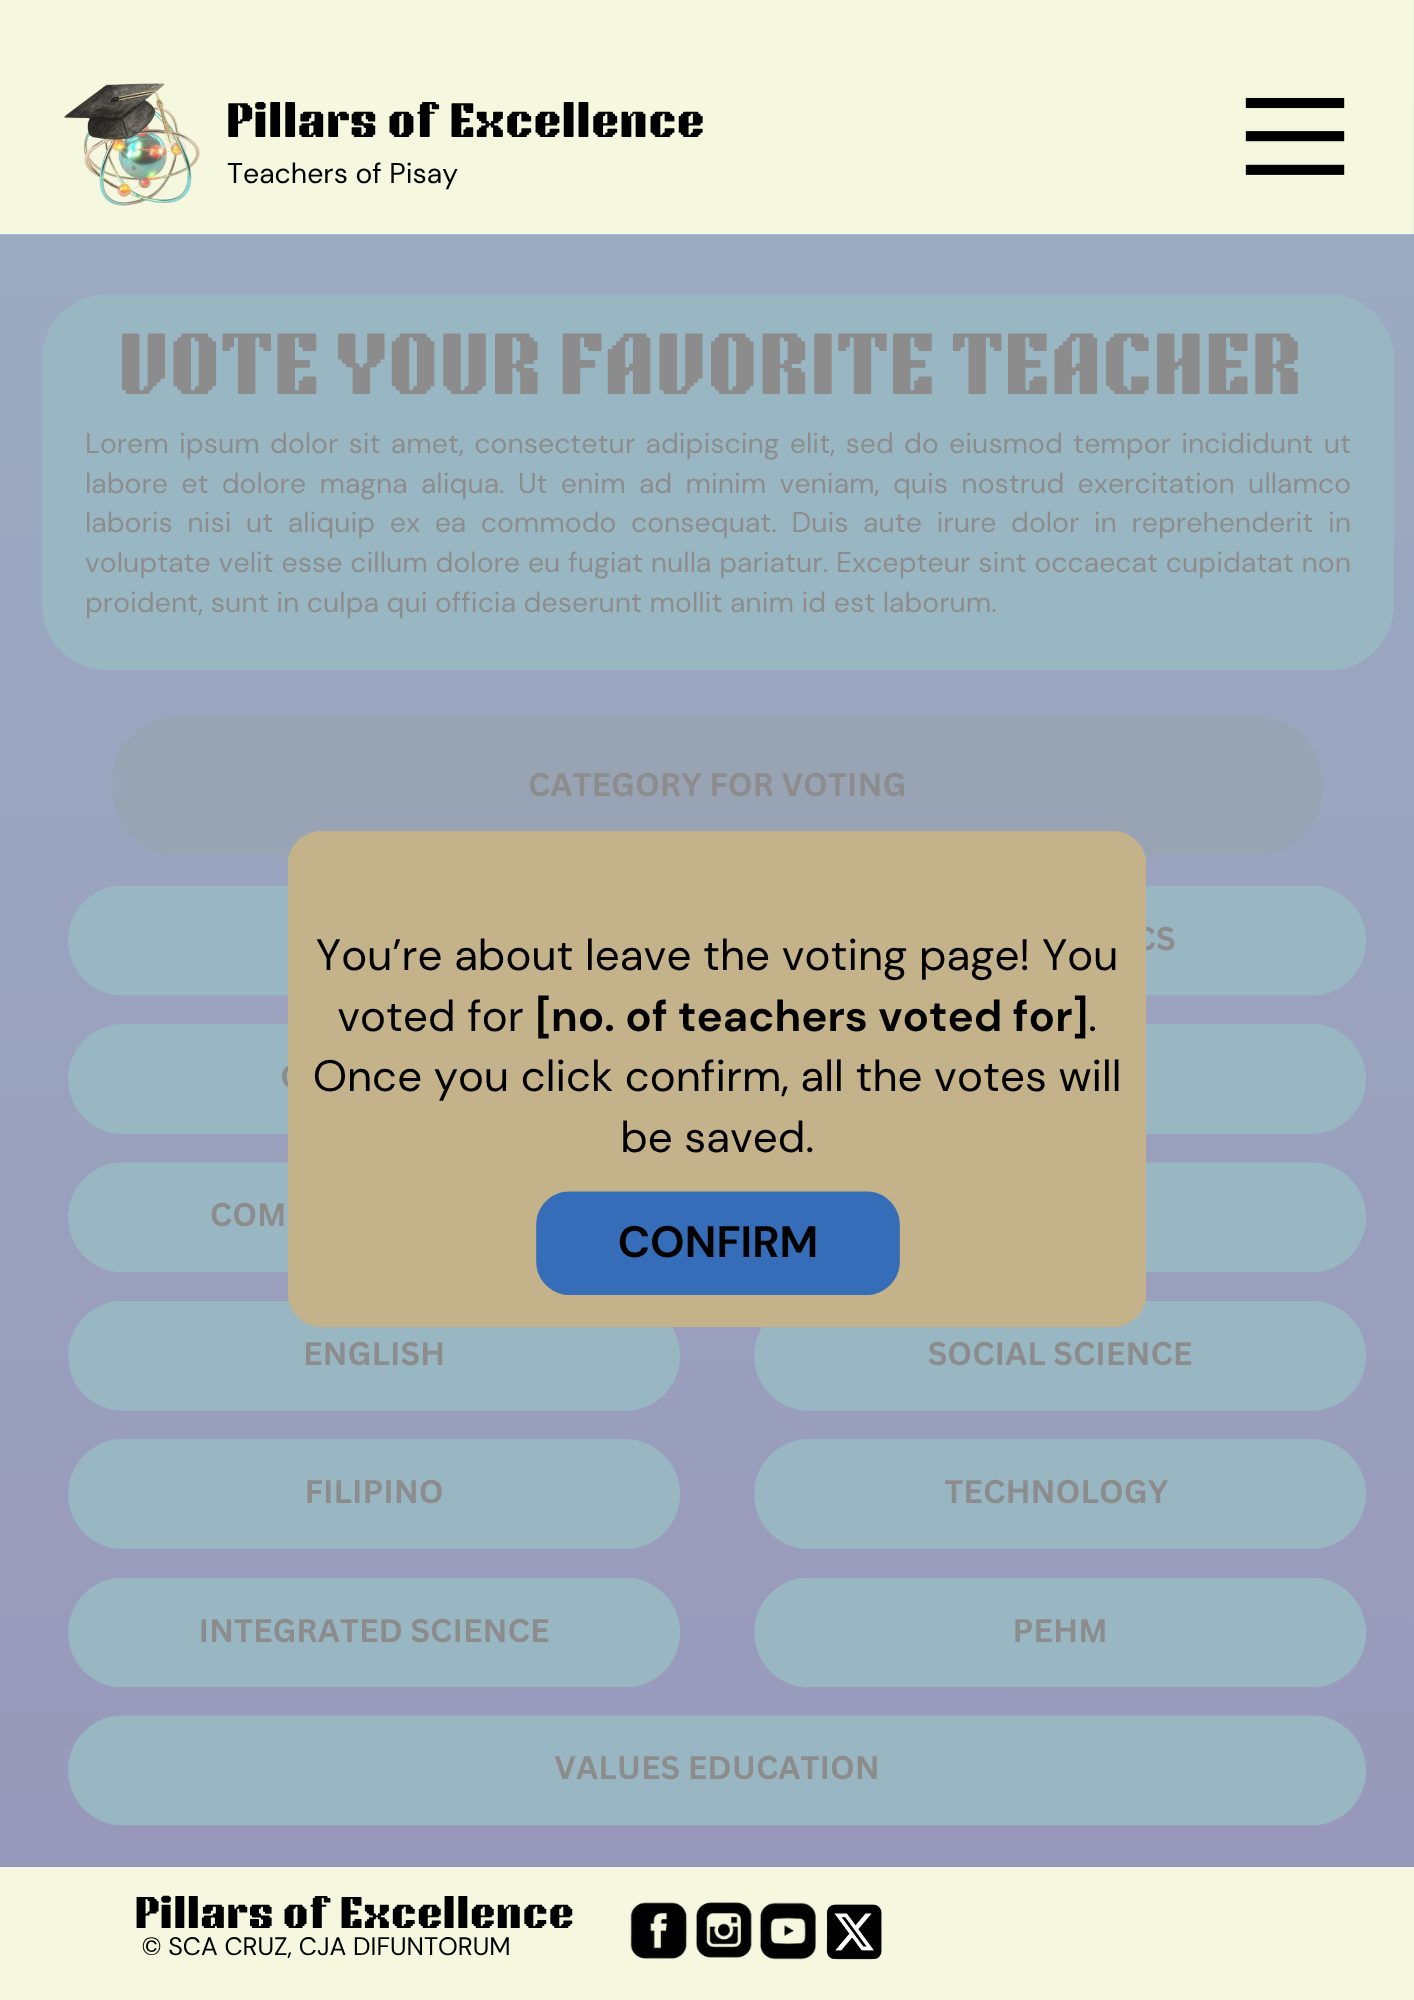 Pillars of Excellence
Teachers of Pisay
VOTE YOUR FAVORITE TEACHER
Lorem ipsum dolor sit amet, consectetur adipiscing elit, sed do eiusmod tempor incididunt ut
labore et dolore magna aliqua. Ut enim ad minim veniam, quis nostrud exercitation ullamco
laboris nisi ut aliquip ex ea commodo consequat. Duis aute irure dolor in reprehenderit in
voluptate velit esse cillum dolore eu fugiat nulla pariatur. Excepteur sint occaecat cupidatat non
proident, sunt in culpa qui officia deserunt mollit anim id est laborum.
CATEGORY FOR VOTING
You’re about leave the voting page! You
voted for [no. of teachers voted for].
Once you click confirm, all the votes will
be saved.
CONFIRM
ENGLISH
SOCIAL SCIENCE
FILIPINO
TECHNOLOGY
INTEGRATED SCIENCE
PEHM
VALUES EDUCATION
Pillars of Excellence
© SCA CRUZ, CJA DIFUNTORUM